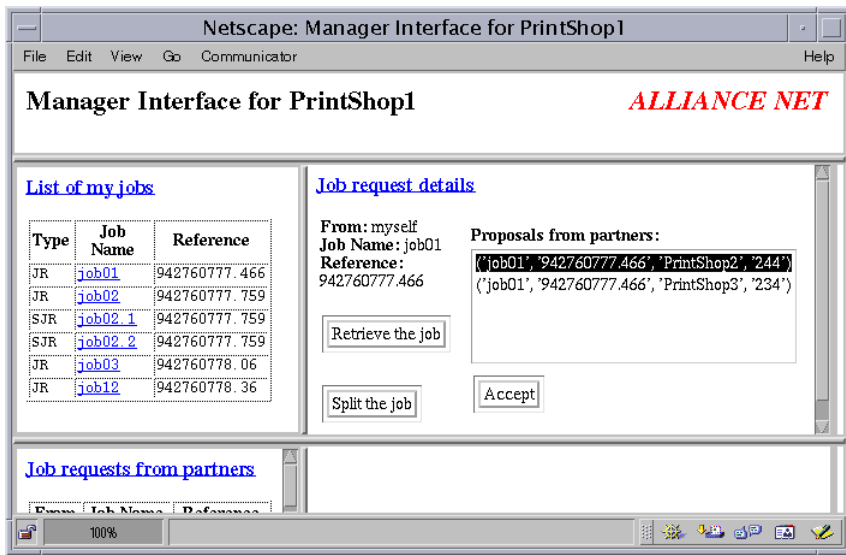 Netscape: Manager Interface for PrintShop1
File Edit View Go Communicator Help
Manager Interface for PrintShop1
ALLIANCE NET
List of my jobs
Type Job Name Reference
JR job01 942760777.466
JR job02 942760777.759
SJR job02.1 942760777.759
SJR job02.2 942760777.759
JR job03 942760778.06
JR job12 942760778.36
Job request details
From: myself
Job Name: job01
Reference:
942760777.466
Retrieve the job
Split the job
Proposals from partners:
('job01', '942760777.466', 'PrintShop2', '244')
('job01', '942760777.466', 'PrintShop3', '234')
Accept
Job requests from partners
From Job Name Reference
100%